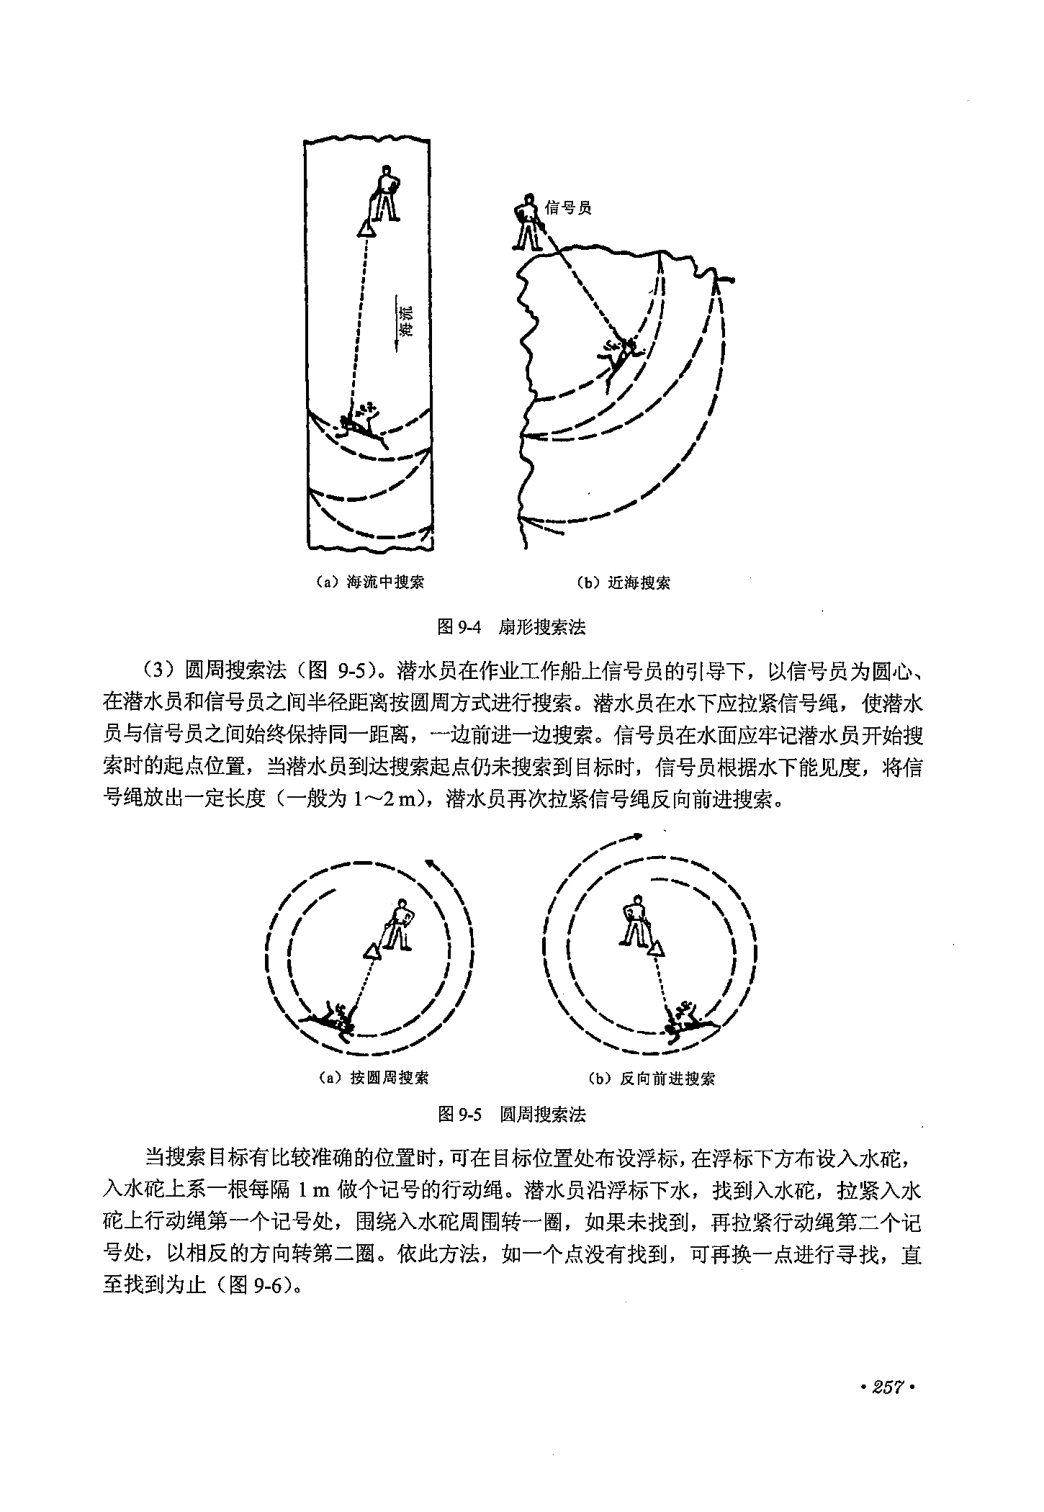 信号员
海流
（a）海流中搜索
（b）近海搜索
图 9-4　扇形搜索法
（3）圆周搜索法（图 9-5）。潜水员在作业工作船上信号员的引导下，以信号员为圆心、
在潜水员和信号员之间半径距离按圆周方式进行搜索。潜水员在水下应拉紧信号绳，使潜水
员与信号员之间始终保持同一距离，一边前进一边搜索。信号员在水面应牢记潜水员开始搜
索时的起点位置，当潜水员到达搜索起点仍未搜索到目标时，信号员根据水下能见度，将信
号绳放出一定长度（一般为 1～2 m），潜水员再次拉紧信号绳反向前进搜索。
（a）按圆周搜索
（b）反向前进搜索
图 9-5　圆周搜索法
当搜索目标有比较准确的位置时，可在目标位置处布设浮标，在浮标下方布设入水砣，
入水砣上系一根每隔 1 m 做个记号的行动绳。潜水员沿浮标下水，找到入水砣，拉紧入水
砣上行动绳第一个记号处，围绕入水砣周围转一圈，如果未找到，再拉紧行动绳第二个记
号处，以相反的方向转第二圈。依此方法，如一个点没有找到，可再换一点进行寻找，直
至找到为止（图 9-6）。
·257·